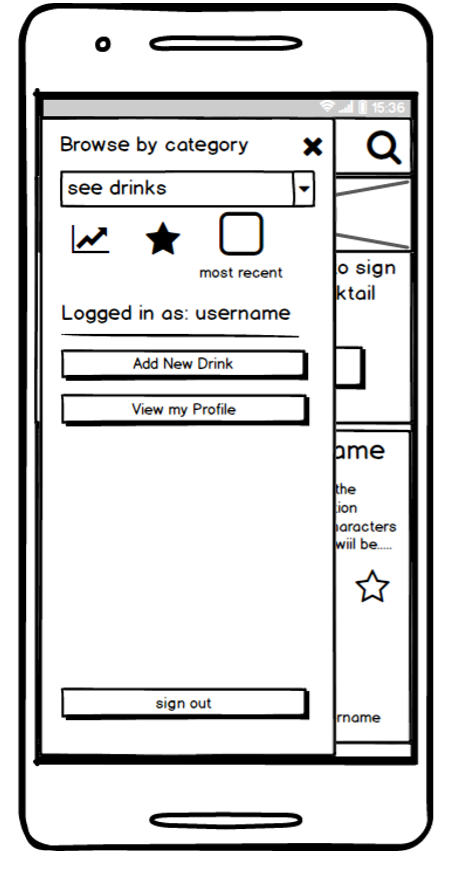 15:36
Browse by category
see drinks
most recent
o sign
ktail
Logged in as: username
Add New Drink
View my Profile
ame
the
ion
haracters
wiil be.....
sign out
rname